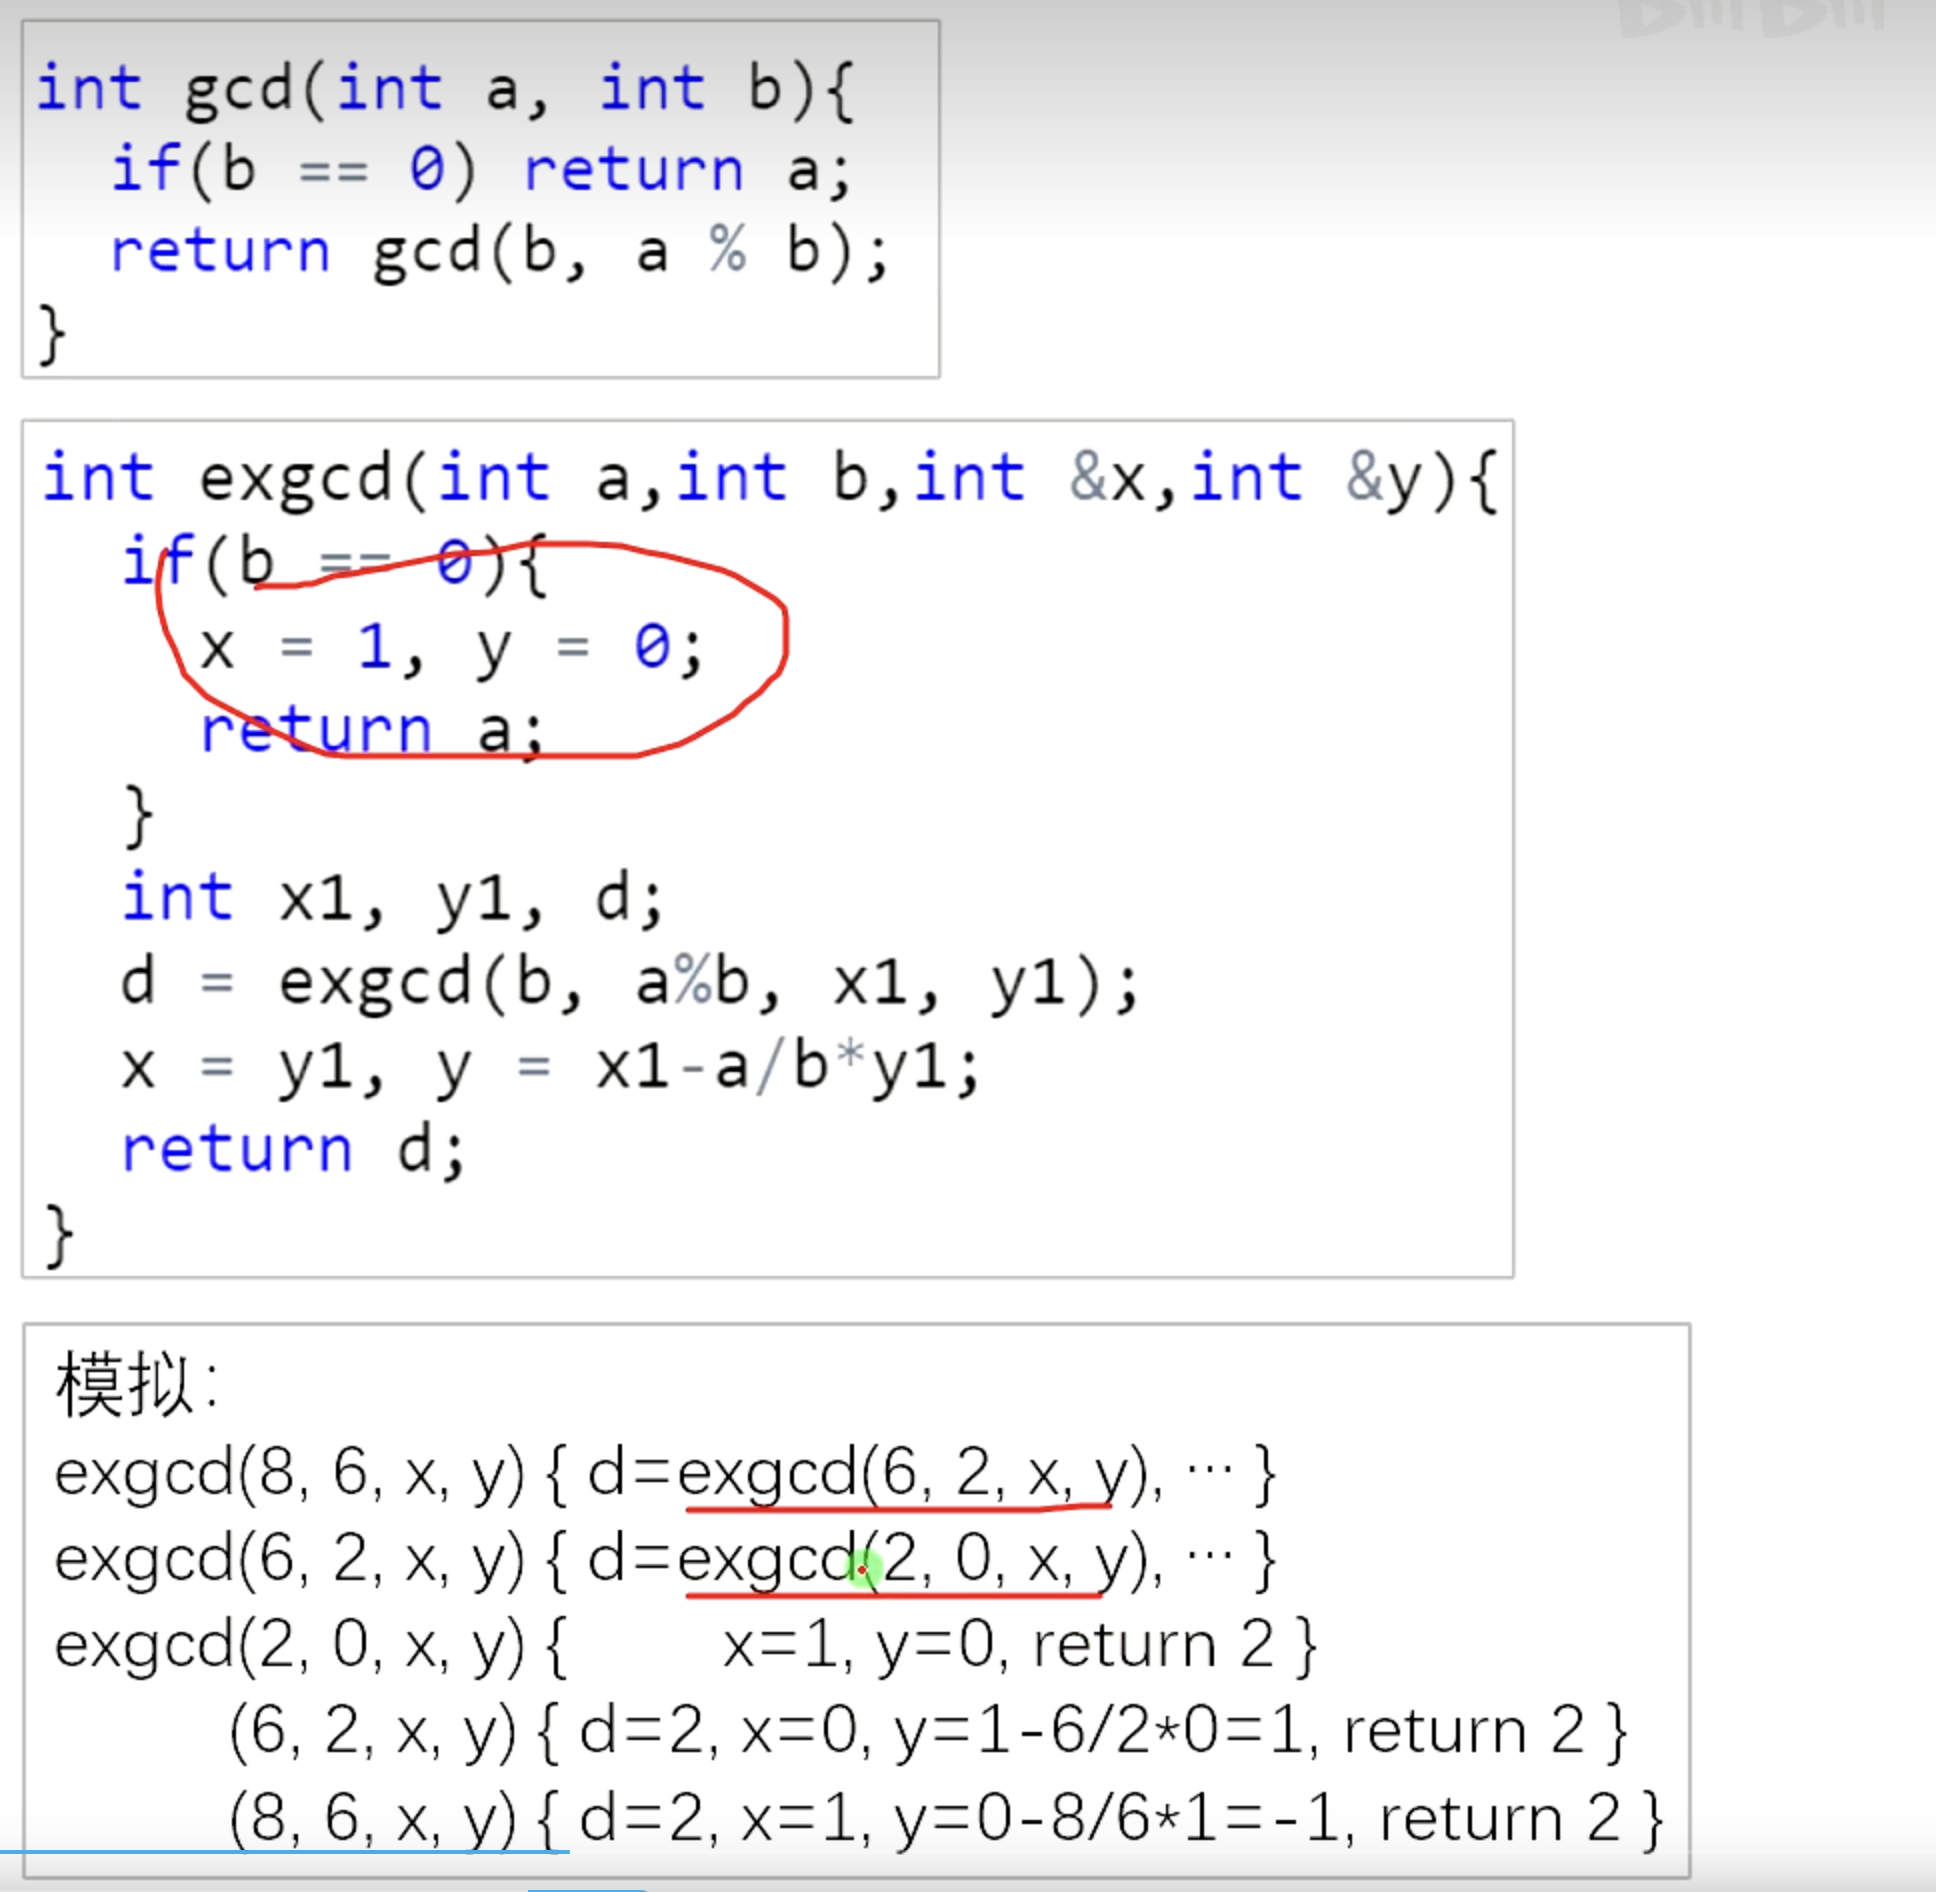 BiliBili
int gcd(int a, int b){
if(b == 0) return a;
return gcd(b, a % b);
}
int exgcd(int a,int b,int &x,int &y){
if(b == 0){
x = 1, y = 0;
return a;
}
int x1, y1, d;
d = exgcd(b, a%b, x1, y1);
x = y1, y = x1-a/b*y1;
return d;
}
模拟：
exgcd(8, 6, x, y) { d=exgcd(6, 2, x, y), ··· }
exgcd(6, 2, x, y) { d=exgcd(2, 0, x, y), ··· }
exgcd(2, 0, x, y) { x=1, y=0, return 2 }
(6, 2, x, y) { d=2, x=0, y=1-6/2*0=1, return 2 }
(8, 6, x, y) { d=2, x=1, y=0-8/6*1=-1, return 2 }